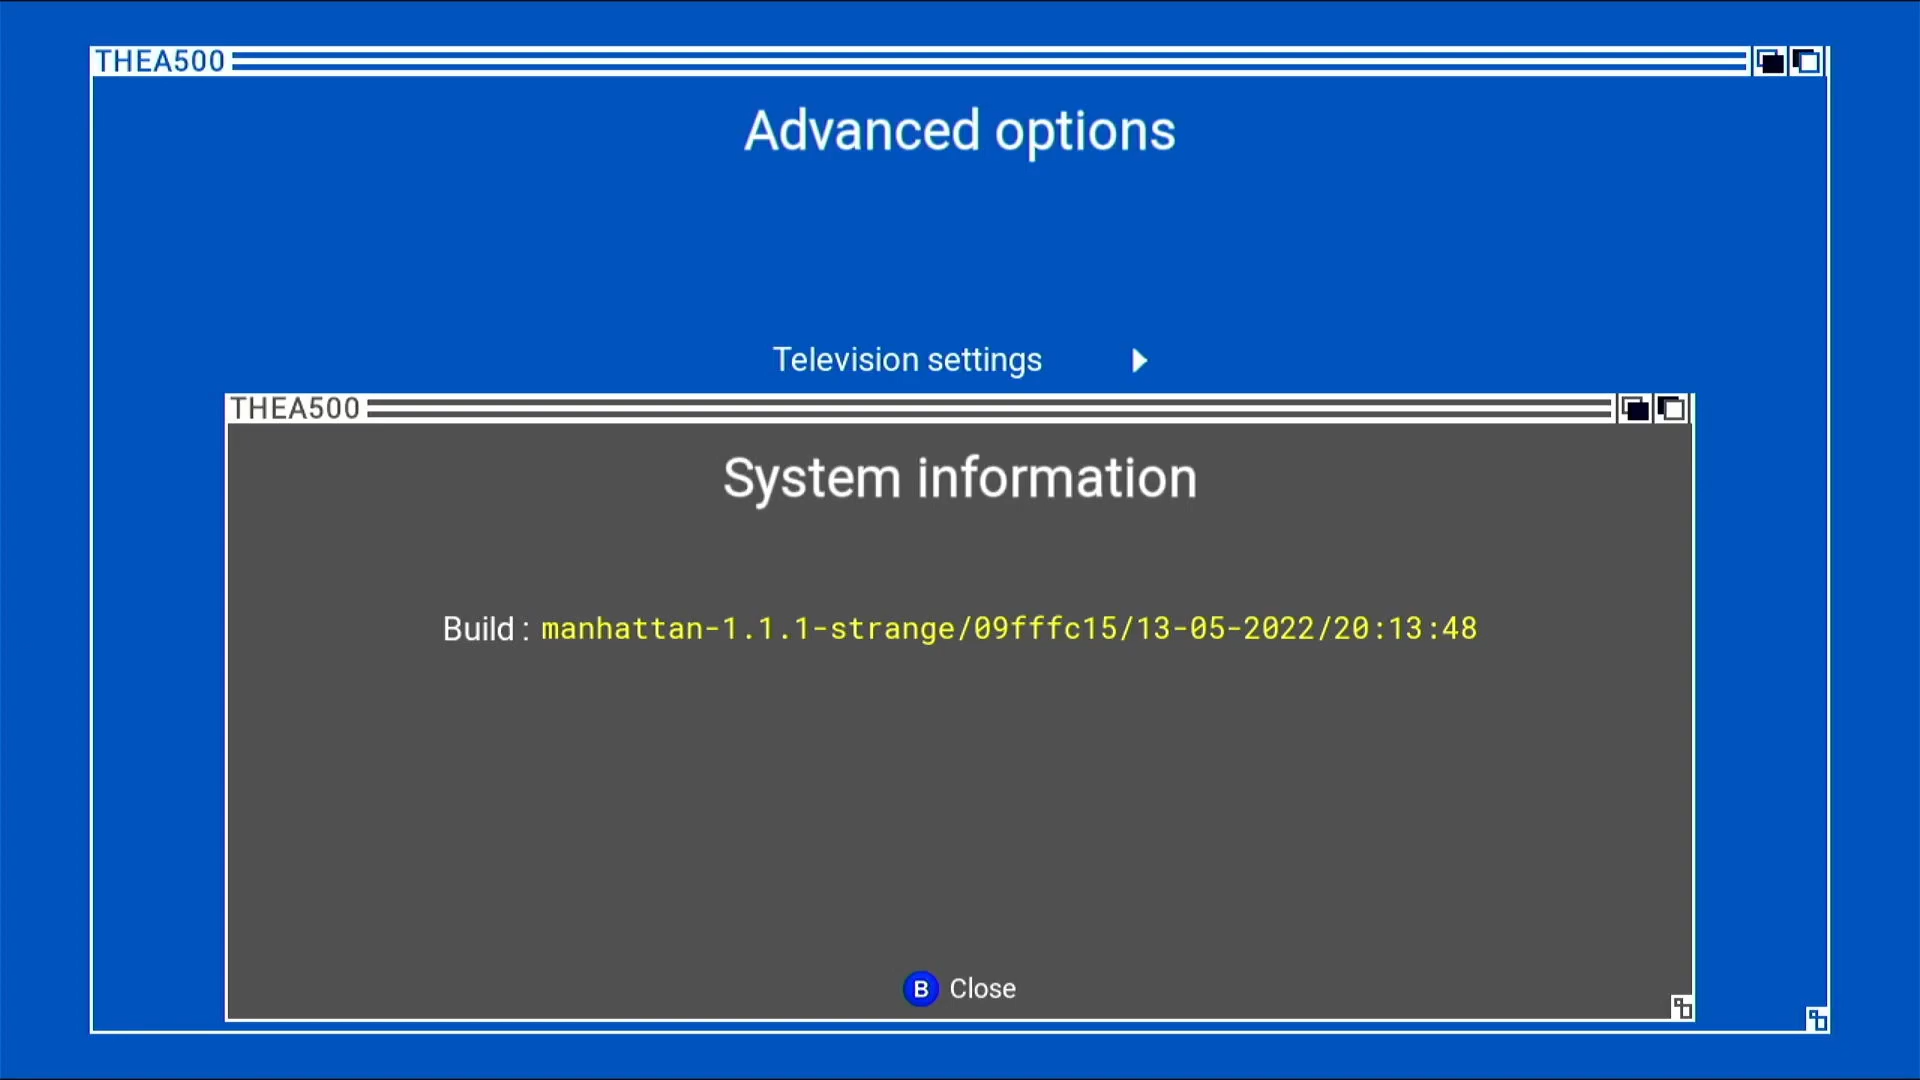 THEA500
Advanced options
Television settings
THEA500
System information
Build : manhattan-1.1.1-strange/09fffc15/13-05-2022/20:13:48
B Close